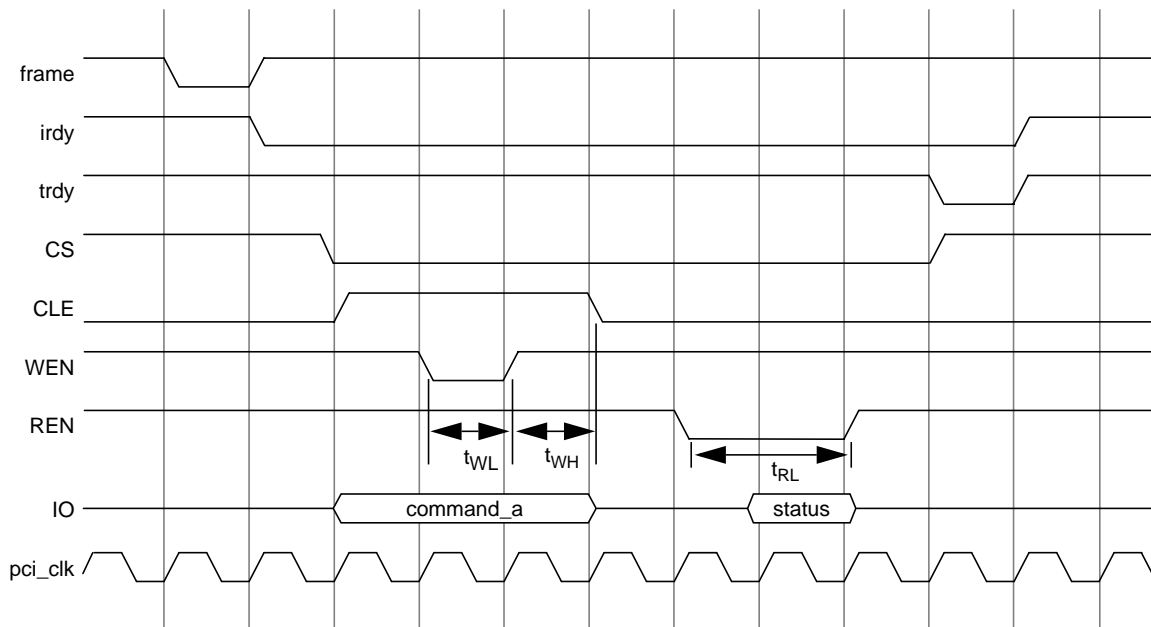 frame
irdy
trdy
CS
CLE
WEN
REN
tWL tWH
tRL
IO command_a status
pci_clk